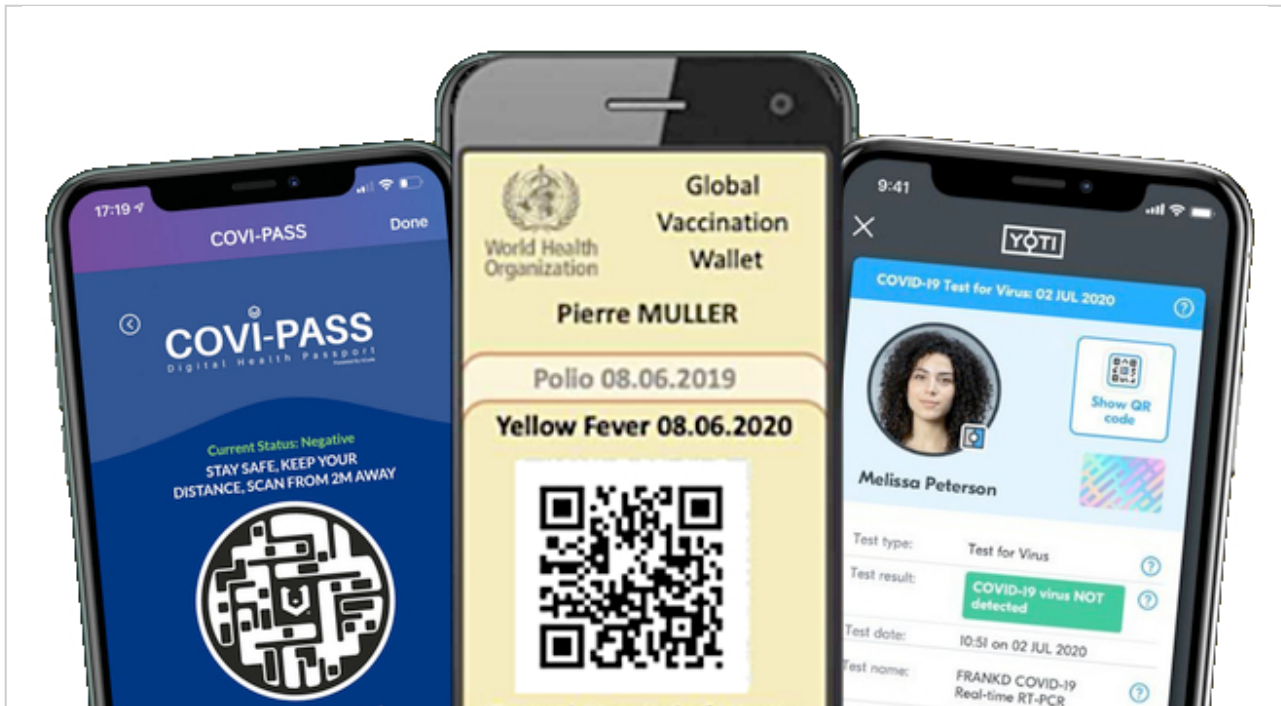 17:19
COVI-PASS
Done
COVI-PASS
Digital Health Passport
Current Status: Negative
STAY SAFE, KEEP YOUR
DISTANCE, SCAN FROM 2M AWAY
World Health
Organization
Global
Vaccination
Wallet
Pierre MULLER
Polio 08.06.2019
Yellow Fever 08.06.2020
9:41
YOTI
COVID-19 Test for Virus: 02 JUL 2020
?
Show QR
code
Melissa Peterson
Test type: Test for Virus ?
Test result: COVID-19 virus NOT ?
detected
Test date: 10:51 on 02 JUL 2020
Test name: FRANKD COVID-19 ?
Real-time RT-PCR